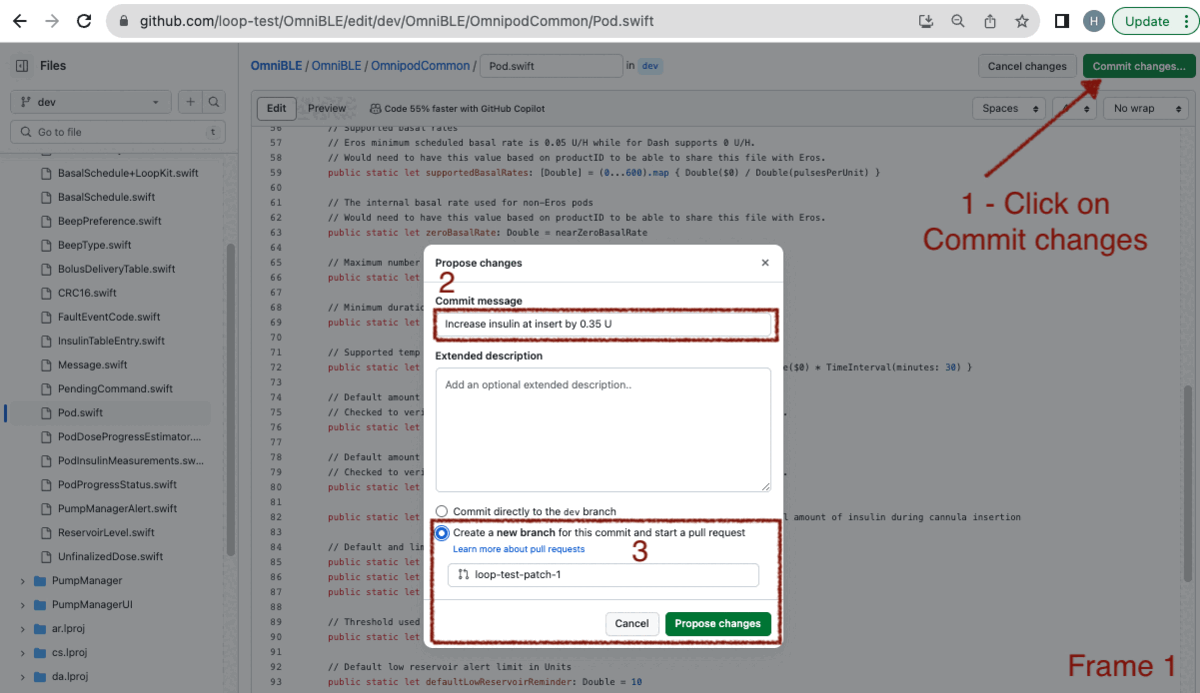 github.com/loop-test/OmniBLE/edit/dev/OmniBLE/OmnipodCommon/Pod.swift
H
Update
Files
OmniBLE / OmniBLE / OmnipodCommon / Pod.swift in dev
Cancel changes
Commit changes...
dev
Go to file
t
Edit
Preview
Code 55% faster with GitHub Copilot
Spaces
No wrap
BasalSchedule+LoopKit.swift
BasalSchedule.swift
BeepPreference.swift
BeepType.swift
BolusDeliveryTable.swift
CRC16.swift
FaultEventCode.swift
InsulinTableEntry.swift
Message.swift
PendingCommand.swift
Pod.swift
PodDoseProgressEstimator....
PodInsulinMeasurements.sw...
PodProgressStatus.swift
PumpManagerAlert.swift
ReservoirLevel.swift
UnfinalizedDose.swift
PumpManager
PumpManagerUI
ar.lproj
cs.lproj
da.lproj
56 // Supported basal rates
57 // Eros minimum scheduled basal rate is 0.05 U/H while for Dash supports 0 U/H.
58 // Would need to have this value based on productID to be able to share this file with Eros.
59 public static let supportedBasalRates: [Double] = (0...600).map { Double($0) / Double(pulsesPerUnit) }
60
61 // The internal basal rate used for non-Eros pods
62 // Would need to have this value based on productID to be able to share this file with Eros.
63 public static let zeroBasalRate: Double = nearZeroBasalRate
64
65 // Maximum number
66 public static let
67
68 // Minimum duratio
69 public static let
70
71 // Supported temp
72 public static let e($0) * TimeInterval(minutes: 30) }
73
74 // Default amount
75 // Checked to veri
76 public static let
77
78 // Default amount
79 // Checked to veri
80 public static let
81
82 public static let l amount of insulin during cannula insertion
83
84 // Default and lim
85 public static let
86 public static let
87 public static let
88
89 // Threshold used
90 public static let
91
92 // Default low reservoir alert limit in Units
93 public static let defaultLowReservoirReminder: Double = 10
1 - Click on
Commit changes
Propose changes
2
Commit message
Increase insulin at insert by 0.35 U
Extended description
Add an optional extended description..
Commit directly to the dev branch
Create a new branch for this commit and start a pull request
Learn more about pull requests
3
loop-test-patch-1
Cancel
Propose changes
Frame 1